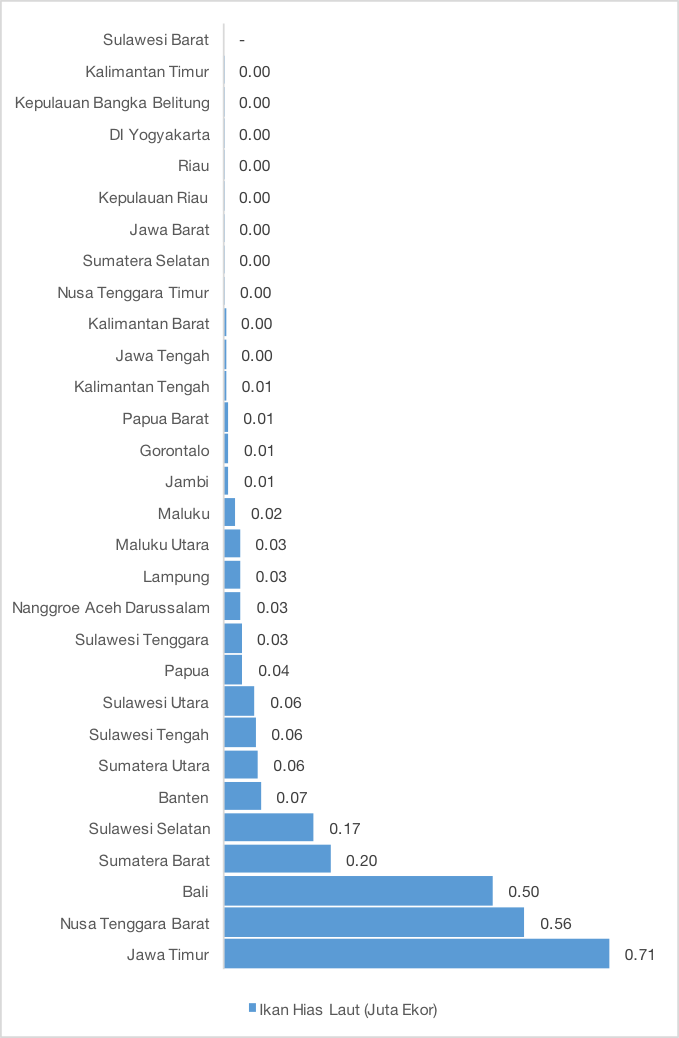 Sulawesi Barat -
Kalimantan Timur 0.00
Kepulauan Bangka Belitung 0.00
DI Yogyakarta 0.00
Riau 0.00
Kepulauan Riau 0.00
Jawa Barat 0.00
Sumatera Selatan 0.00
Nusa Tenggara Timur 0.00
Kalimantan Barat 0.00
Jawa Tengah 0.00
Kalimantan Tengah 0.01
Papua Barat 0.01
Gorontalo 0.01
Jambi 0.01
Maluku 0.02
Maluku Utara 0.03
Lampung 0.03
Nanggroe Aceh Darussalam 0.03
Sulawesi Tenggara 0.03
Papua 0.04
Sulawesi Utara 0.06
Sulawesi Tengah 0.06
Sumatera Utara 0.06
Banten 0.07
Sulawesi Selatan 0.17
Sumatera Barat 0.20
Bali 0.50
Nusa Tenggara Barat 0.56
Jawa Timur 0.71
Ikan Hias Laut (Juta Ekor)